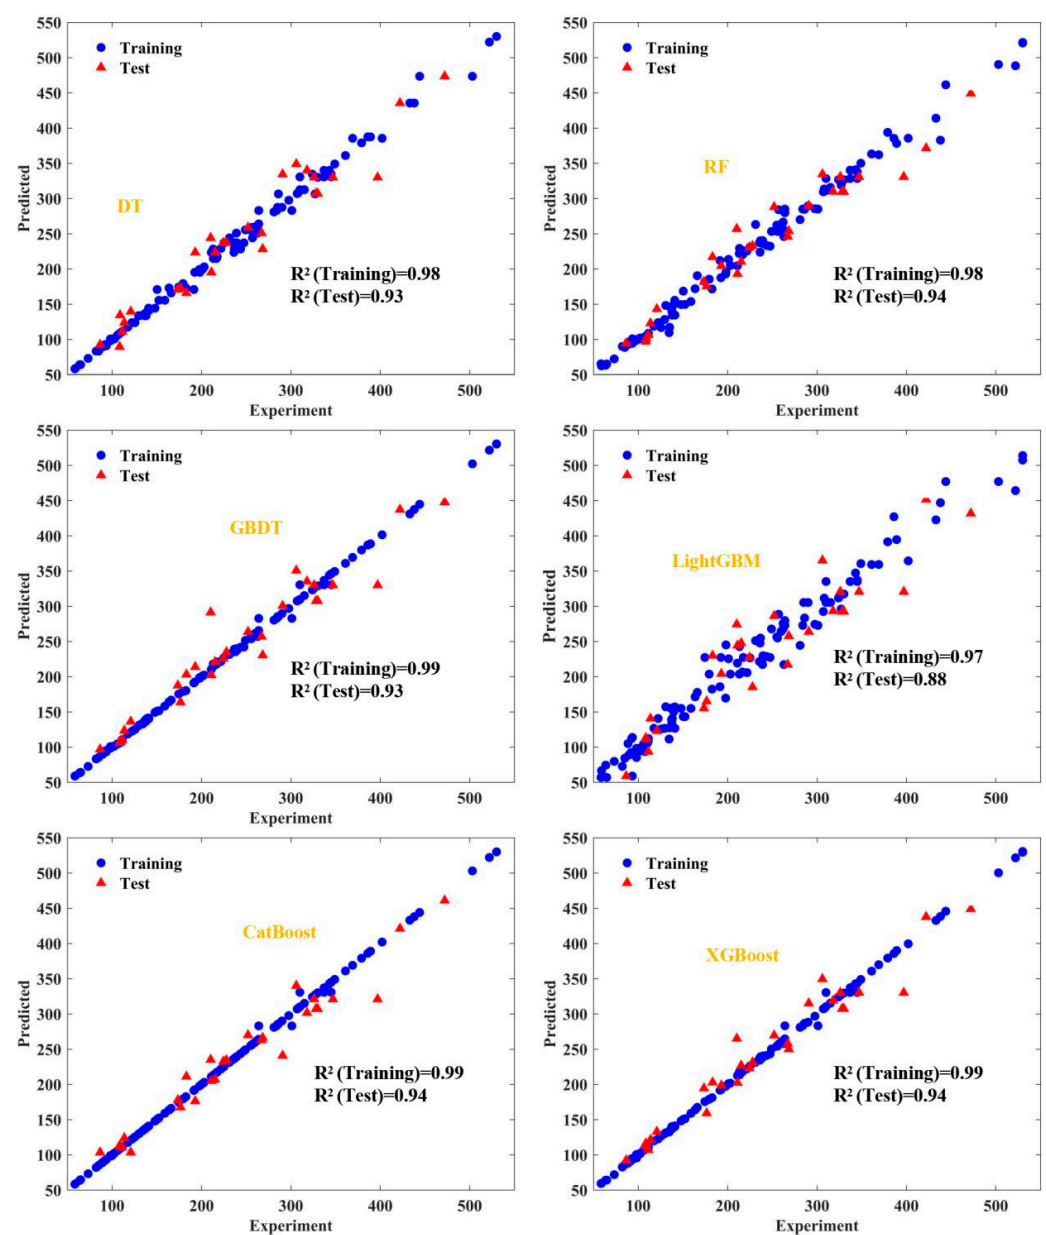 550
500
450
400
350
300
250
200
150
100
50
Predicted
Training
Test
DT
R² (Training)=0.98
R² (Test)=0.93
100 200 300 400 500
Experiment
550
500
450
400
350
300
250
200
150
100
50
Predicted
Training
Test
RF
R² (Training)=0.98
R² (Test)=0.94
100 200 300 400 500
Experiment
550
500
450
400
350
300
250
200
150
100
50
Predicted
Training
Test
GBDT
R² (Training)=0.99
R² (Test)=0.93
100 200 300 400 500
Experiment
550
500
450
400
350
300
250
200
150
100
50
Predicted
Training
Test
LightGBM
R² (Training)=0.97
R² (Test)=0.88
100 200 300 400 500
Experiment
550
500
450
400
350
300
250
200
150
100
50
Predicted
Training
Test
CatBoost
R² (Training)=0.99
R² (Test)=0.94
100 200 300 400 500
Experiment
550
500
450
400
350
300
250
200
150
100
50
Predicted
Training
Test
XGBoost
R² (Training)=0.99
R² (Test)=0.94
100 200 300 400 500
Experiment